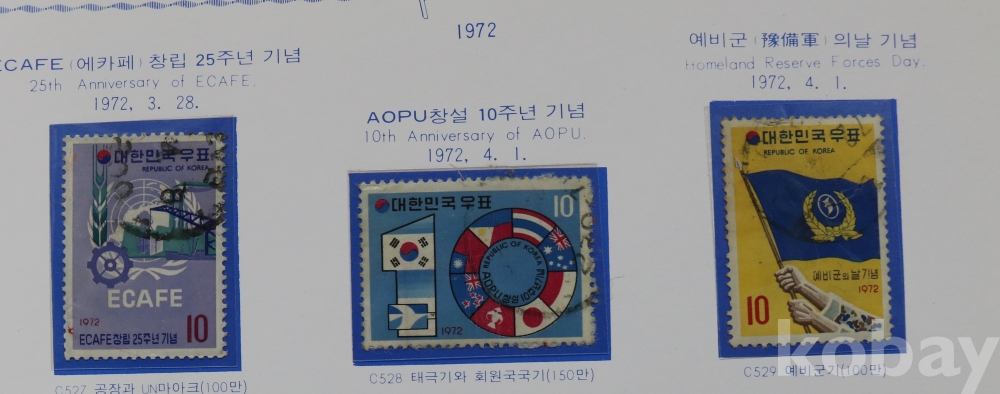 1972
ECAFE (에카페) 창립 25주년 기념
25th Anniversary of ECAFE.
1972. 3. 28.
대한민국우표
REPUBLIC OF KOREA
ECAFE
1972
10
ECAFE창립 25주년 기념
C527 공장과 UN마아크(100만)
AOPU창설 10주년 기념
10th Anniversary of AOPU.
1972. 4. 1.
대한민국우표
10
REPUBLIC OF KOREA
AOPU창설10주년기념
1972
C528 태극기와 회원국국기(150만)
예비군 (豫備軍) 의날 기념
Homeland Reserve Forces Day.
1972. 4. 1.
대한민국우표
REPUBLIC OF KOREA
예비군의날기념
1972
10
C529 예비군기(100만)
kobay